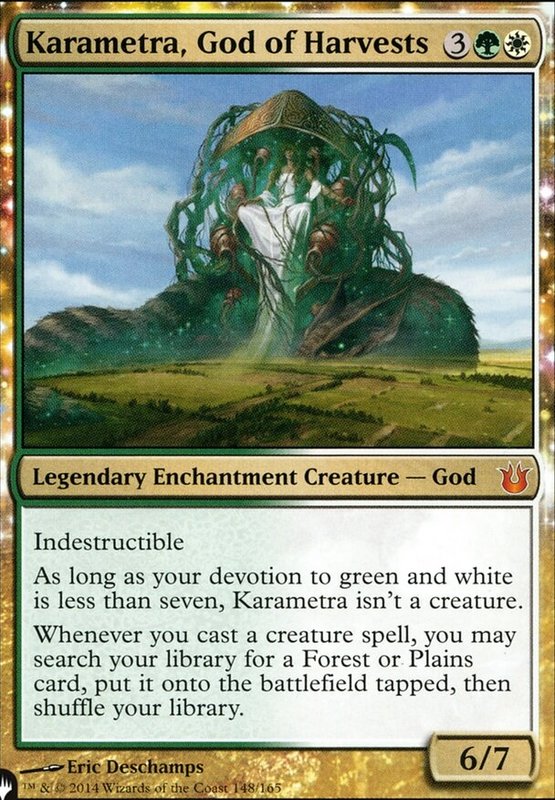 Karametra, God of Harvests 3
Legendary Enchantment Creature — God
Indestructible
As long as your devotion to green and white
is less than seven, Karametra isn't a creature.
Whenever you cast a creature spell, you may
search your library for a Forest or Plains
card, put it onto the battlefield tapped, then
shuffle your library.
6/7
Eric Deschamps
™ & © 2014 Wizards of the Coast 148/165